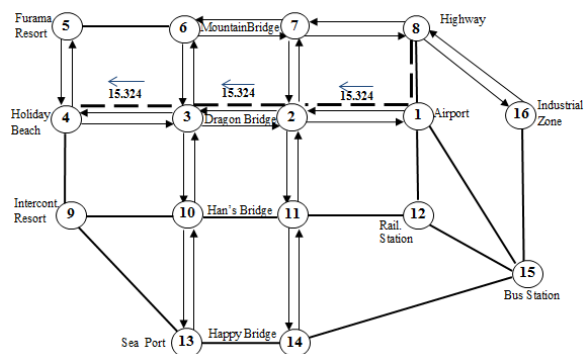 Furama
Resort
5
6
MountainBridge
7
8
Highway
15.324
15.324
15.324
Holiday
Beach
4
3
Dragon Bridge
2
1
Airport
16
Industrial
Zone
Intercont.
Resort
9
10
Han's Bridge
11
12
Rail.
Station
15
Bus Station
Sea Port
13
Happy Bridge
14